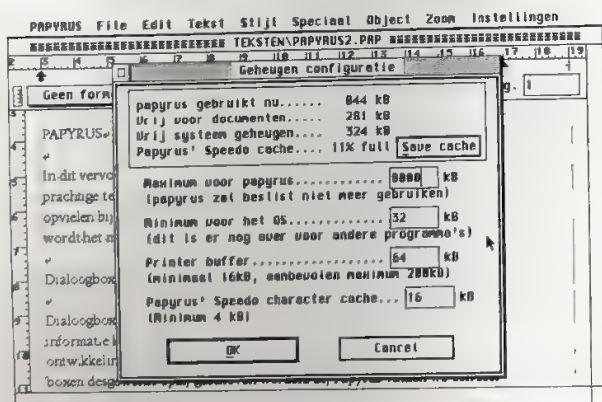 PAPYRUS File Edit Tekst Stijl Speciaal Object Zoom Instellingen
TEKSTEN\PAPYRUS2.PAP
Geheugen configuratie
Geen form
g. 1
papyrus gebruikt nu...... 844 kB
Vrij voor documenten..... 281 kB
Vrij systeem geheugen.... 324 kB
Papyrus' Speedo cache.... 11% full Save cache
Maximum voor papyrus............. kB
(papyrus zal beslist niet meer gebruiken)
Minimum voor het OS.............. 32 kB
(dit is er nog over voor andere programma's)
Printer buffer................... 64 kB
(minimaal 16kB, aanbevolen maximum 200kB)
Papyrus' Speedo character cache... 16 kB
(Minimum 4 kB)
OK Cancel
PAPYRUS
In dit vervo
prachtige te
opvielen bij
wordt het m
Dialoogbox
Dialoogbox
informatie
ontwikkelin
boxen